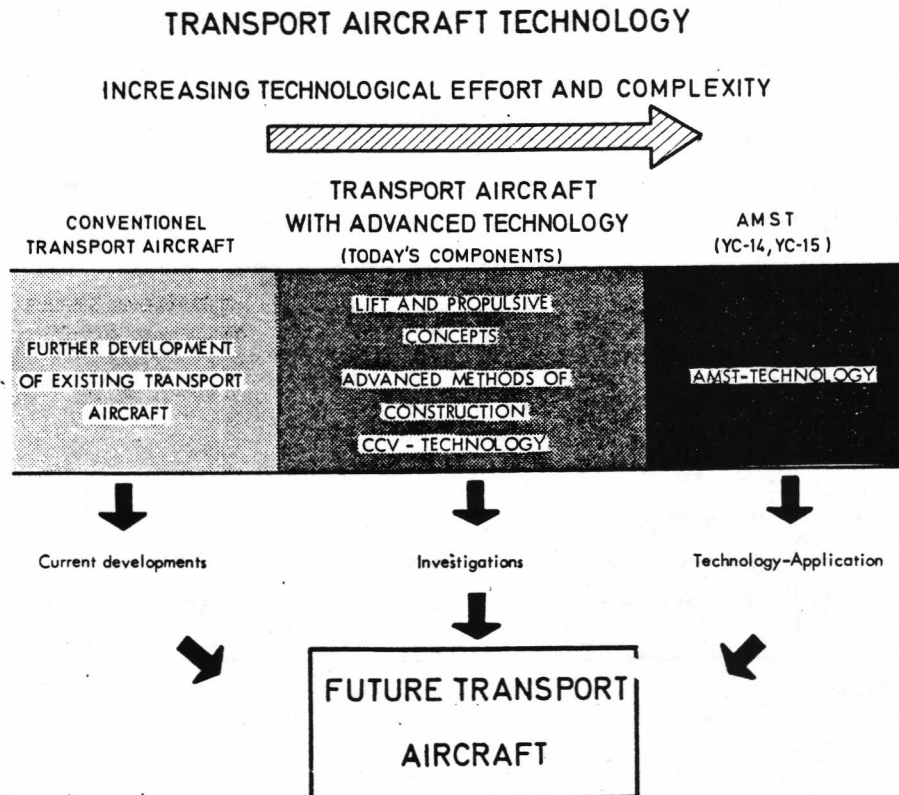 TRANSPORT AIRCRAFT TECHNOLOGY
INCREASING TECHNOLOGICAL EFFORT AND COMPLEXITY
CONVENTIONEL
TRANSPORT AIRCRAFT
TRANSPORT AIRCRAFT
WITH ADVANCED TECHNOLOGY
(TODAY'S COMPONENTS)
AMST
(YC-14, YC-15)
FURTHER DEVELOPMENT
OF EXISTING TRANSPORT
AIRCRAFT
LIFT AND PROPULSIVE
CONCEPTS
ADVANCED METHODS OF
CONSTRUCTION
CCV - TECHNOLOGY
AMST-TECHNOLOGY
Current developments
Investigations
Technology-Application
FUTURE TRANSPORT
AIRCRAFT